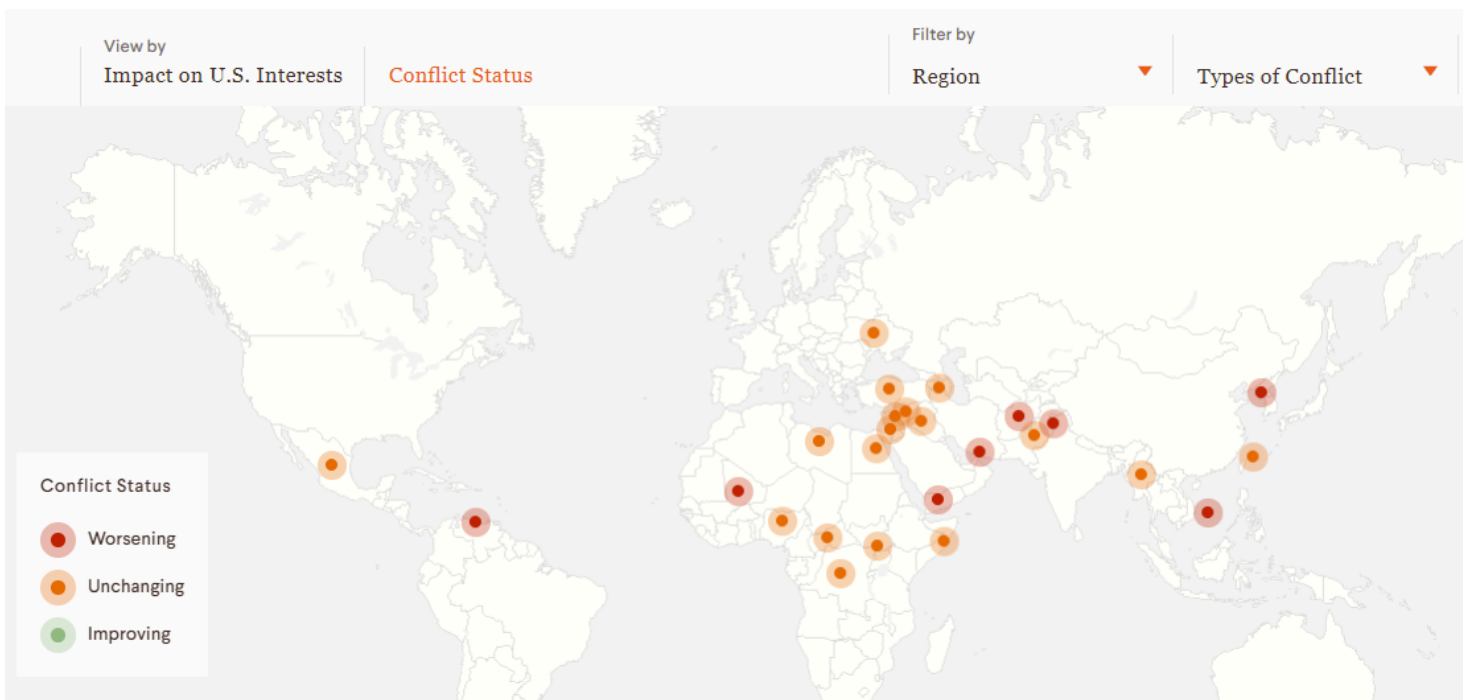 View by
Impact on U.S. Interests
Conflict Status
Filter by
Region
Types of Conflict
Conflict Status
Worsening
Unchanging
Improving